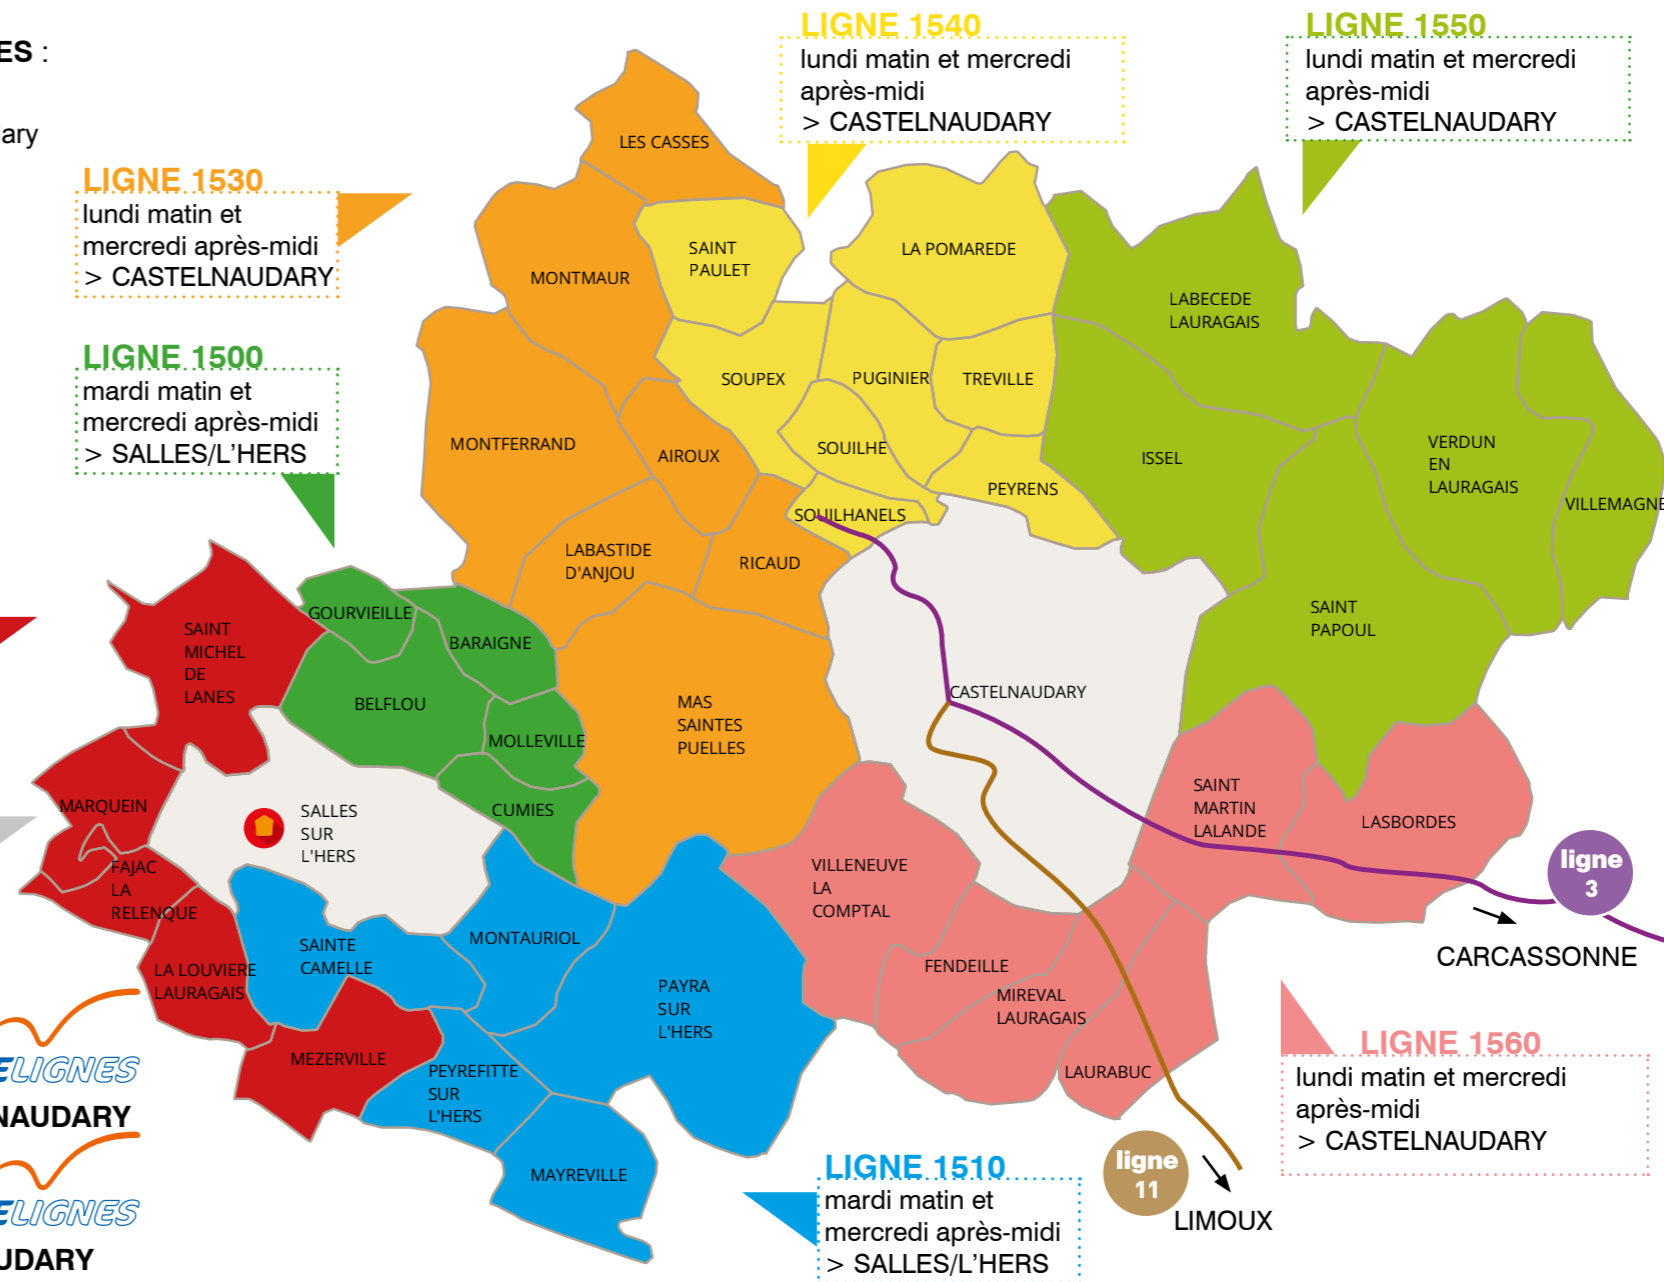 ES :
lary
LIGNE 1540
lundi matin et mercredi
après-midi
> CASTELNAUDARY
LIGNE 1550
lundi matin et mercredi
après-midi
> CASTELNAUDARY
LIGNE 1530
lundi matin et
mercredi après-midi
> CASTELNAUDARY
LIGNE 1500
mardi matin et
mercredi après-midi
> SALLES/L'HERS
LES CASSES
SAINT
PAULET
MONTMAUR
LA POMAREDE
LABECEDE
LAURAGAIS
SOUPEX
PUGINIER
TREVILLE
MONTFERRAND
AIROUX
SOUILHE
ISSEL
VERDUN
EN
LAURAGAIS
PEYRENS
VILLEMAGNE
SOUILHANELS
LABASTIDE
D'ANJOU
RICAUD
GOURVIEILLE
BARAIGNE
SAINT
PAPOUL
SAINT
MICHEL
DE
LANES
BELFLOU
MOLLEVILLE
MAS
SAINTES
PUELLES
CASTELNAUDARY
MARQUEIN
SALLES
SUR
L'HERS
CUMIES
SAINT
MARTIN
LALANDE
LASBORDES
FAJAC
LA
RELENQUE
VILLENEUVE
LA
COMPTAL
ligne
3
CARCASSONNE
LA LOUVIERE
LAURAGAIS
SAINTE
CAMELLE
MONTAURIOL
PAYRA
SUR
L'HERS
FENDEILLE
MIREVAL
LAURAGAIS
MEZERVILLE
PEYREFITTE
SUR
L'HERS
LAURABUC
LIGNE 1560
lundi matin et mercredi
après-midi
> CASTELNAUDARY
ELIGNES
NAUDARY
ELIGNES
UDARY
MAYREVILLE
LIGNE 1510
mardi matin et
mercredi après-midi
> SALLES/L'HERS
ligne
11
LIMOUX